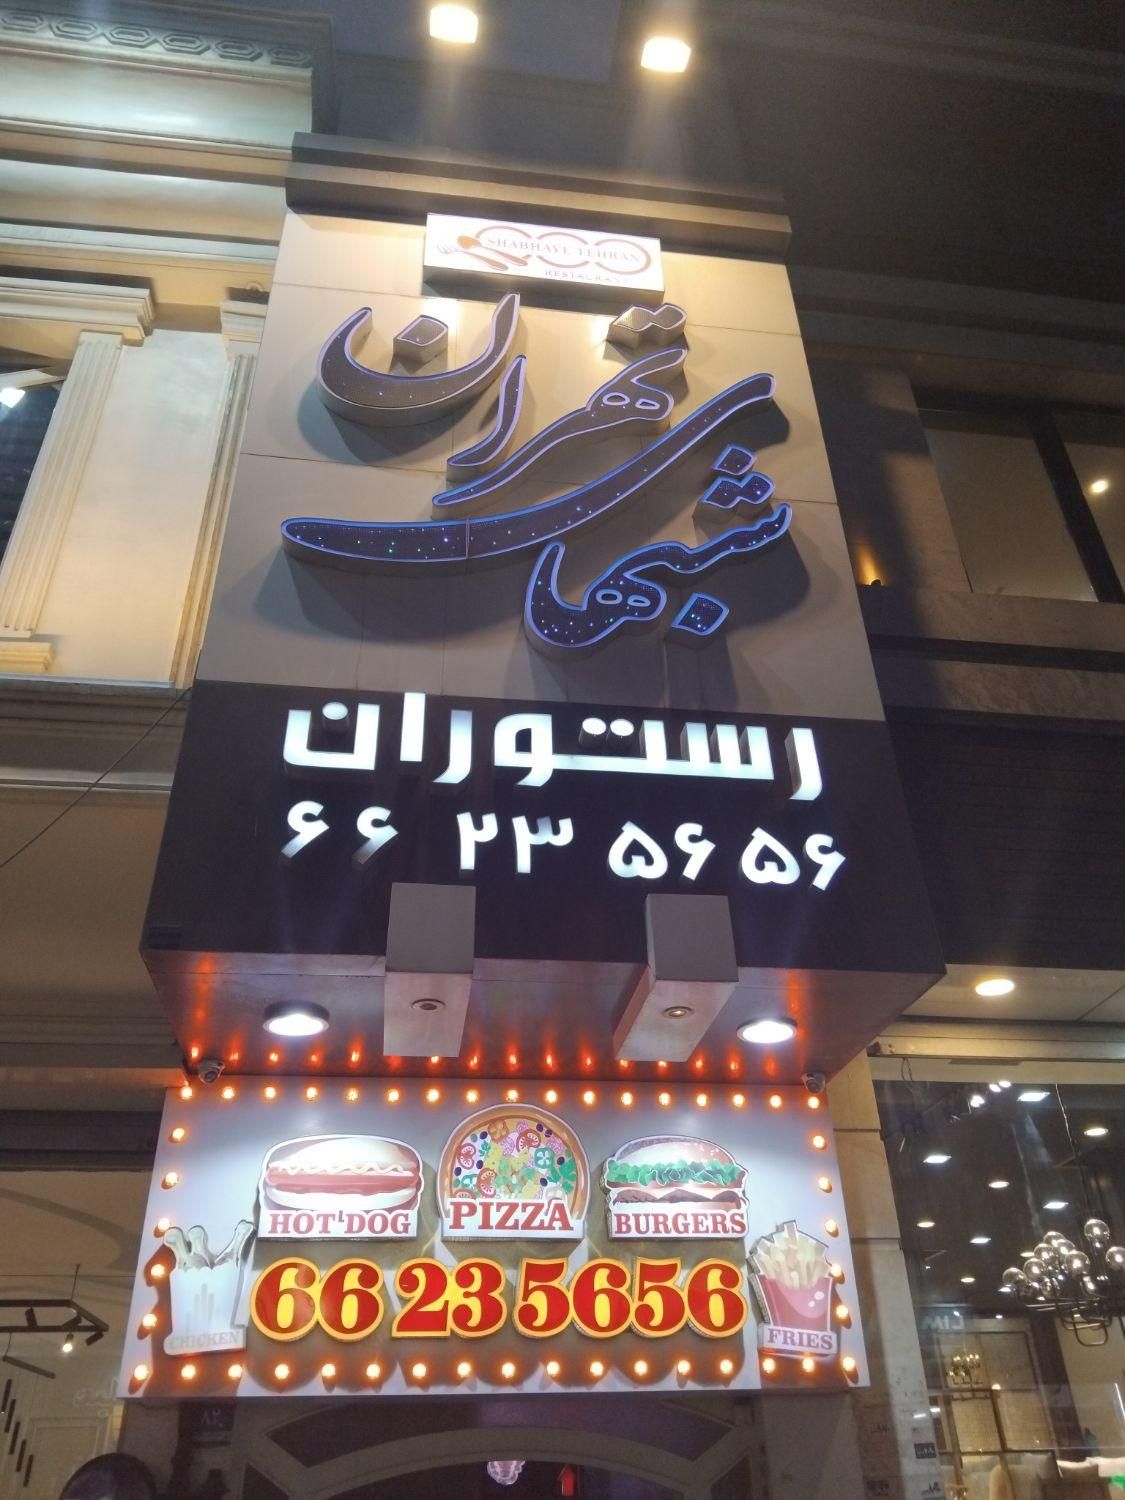 SHABHAYE TEHRAN
RESTAURANT
شبهای تهران
رستوران
۶۶ ۲۳ ۵۶۵۶
HOT DOG
PIZZA
BURGERS
66 23 5656
CHICKEN
FRIES